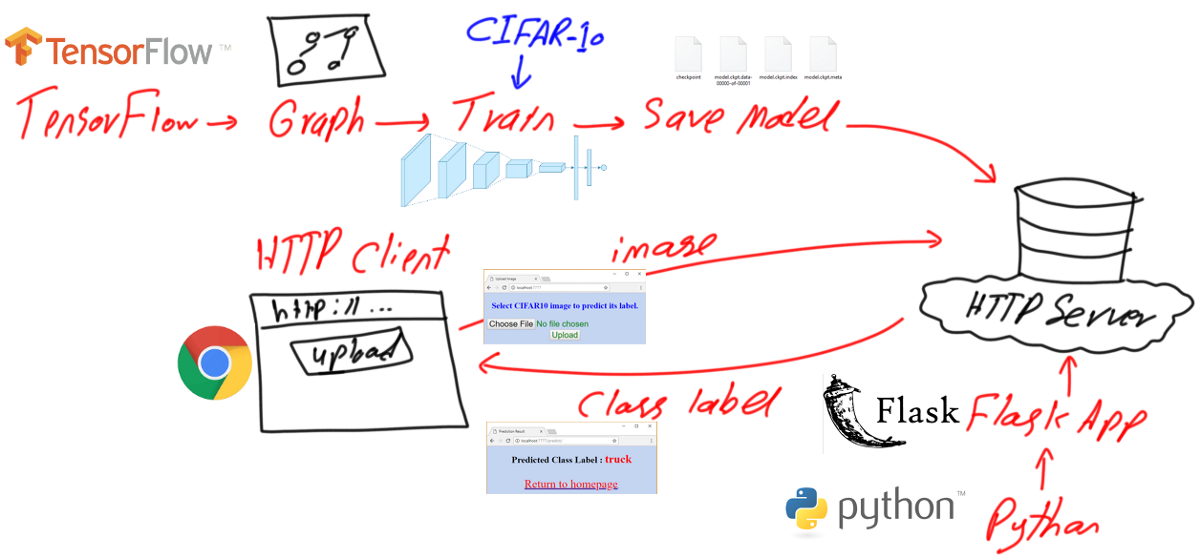 TensorFlow™
CIFAR-10
checkpoint
model.ckpt.data-
00000-of-00001
model.ckpt.index
model.ckpt.meta
TensorFlow
Graph
Train
Save model
HTTP Client
image
http://...
upload
Upload Image
localhost:7777
Select CIFAR10 image to predict its label.
Choose File No file chosen
Upload
HTTP Server
Class label
Prediction Result
localhost:7777/predict/
Predicted Class Label : truck
Return to homepage
Flask
Flask App
python™
Python